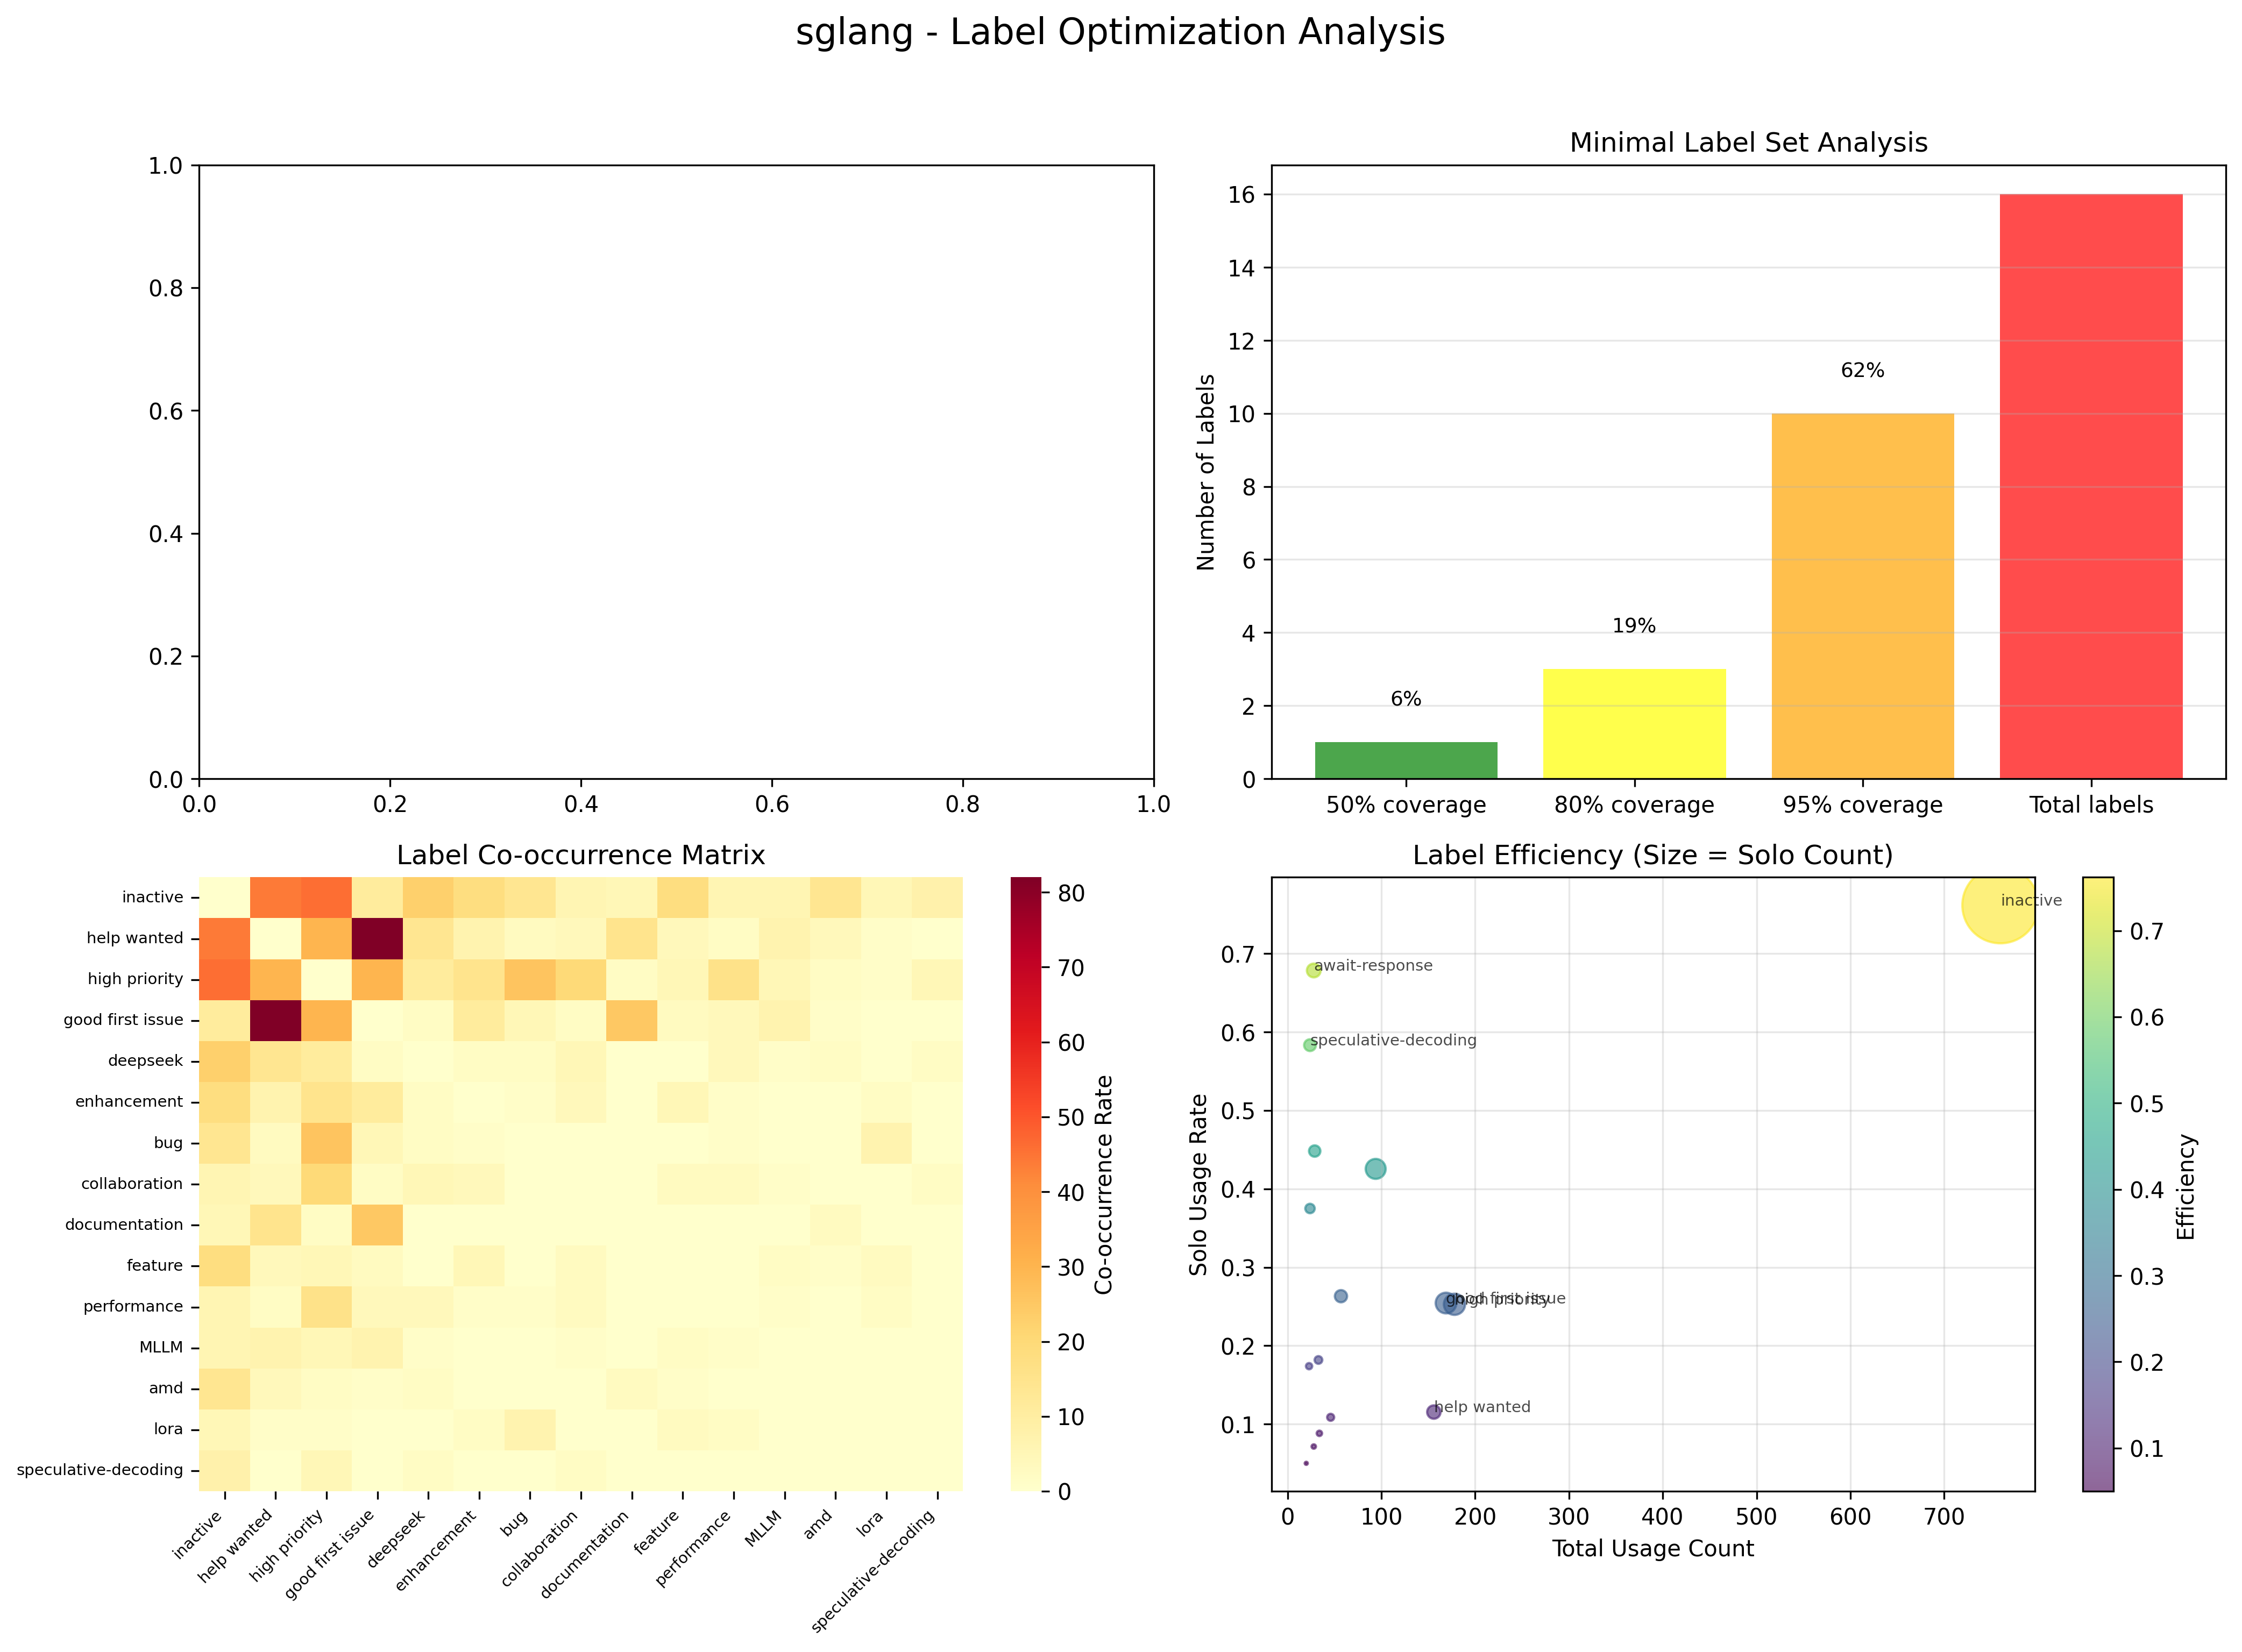 sglang - Label Optimization Analysis
1.0
0.8
0.6
0.4
0.2
0.0
0.0 0.2 0.4 0.6 0.8 1.0
Minimal Label Set Analysis
Number of Labels
16
14
12
10
8
6
4
2
0
6%
19%
62%
50% coverage 80% coverage 95% coverage Total labels
Label Co-occurrence Matrix
inactive
help wanted
high priority
good first issue
deepseek
enhancement
bug
collaboration
documentation
feature
performance
MLLM
amd
lora
speculative-decoding
inactive
help wanted
high priority
good first issue
deepseek
enhancement
bug
collaboration
documentation
feature
performance
MLLM
amd
lora
speculative-decoding
80
70
60
50
40
30
20
10
0
Co-occurrence Rate
Label Efficiency (Size = Solo Count)
Solo Usage Rate
0.7
0.6
0.5
0.4
0.3
0.2
0.1
inactive
await-response
speculative-decoding
good first issue
high priority
help wanted
0 100 200 300 400 500 600 700
Total Usage Count
0.7
0.6
0.5
0.4
0.3
0.2
0.1
Efficiency